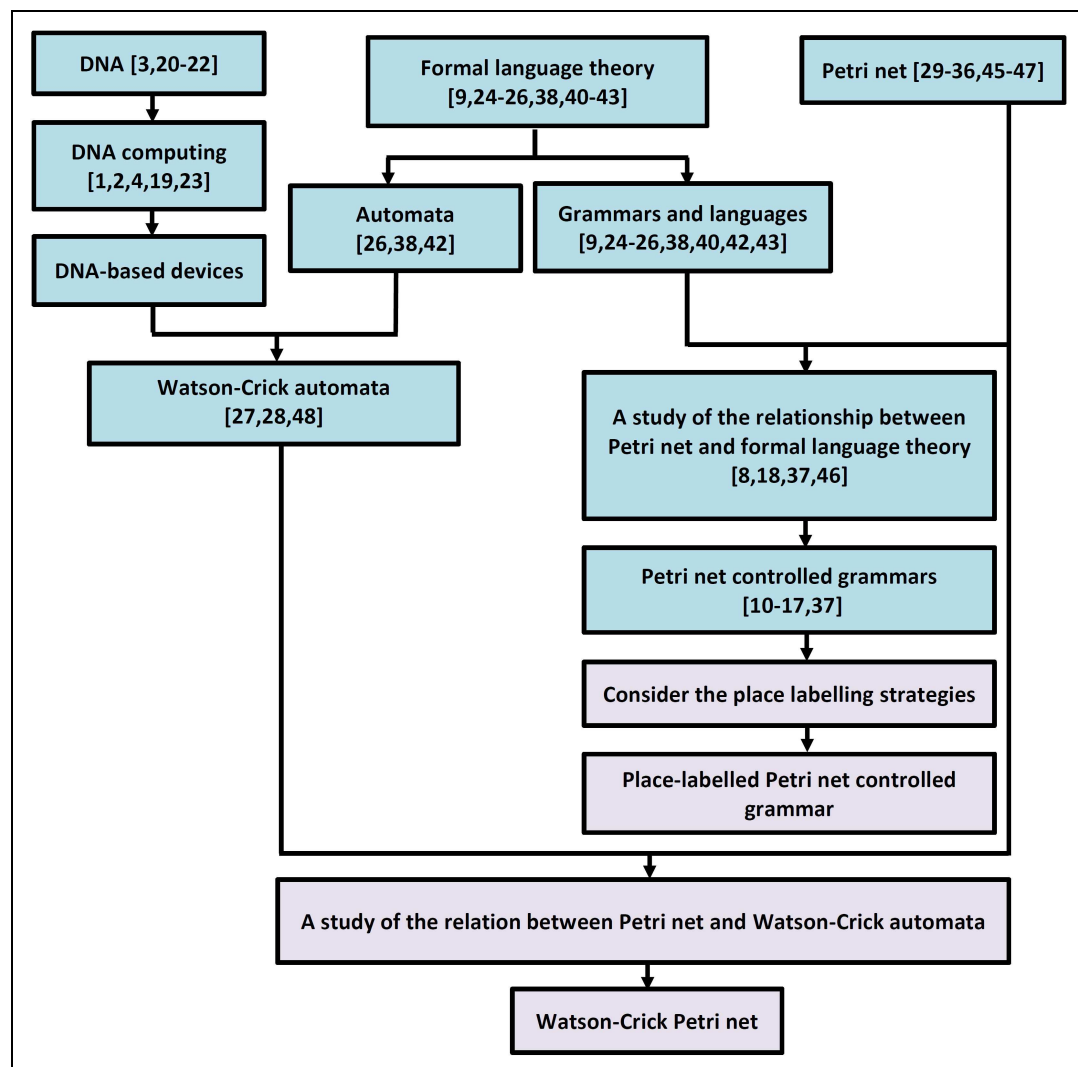 DNA [3,20-22]
Formal language theory
[9,24-26,38,40-43]
Petri net [29-36,45-47]
DNA computing
[1,2,4,19,23]
Automata
[26,38,42]
Grammars and languages
[9,24-26,38,40,42,43]
DNA-based devices
Watson-Crick automata
[27,28,48]
A study of the relationship between
Petri net and formal language theory
[8,18,37,46]
Petri net controlled grammars
[10-17,37]
Consider the place labelling strategies
Place-labelled Petri net controlled
grammar
A study of the relation between Petri net and Watson-Crick automata
Watson-Crick Petri net